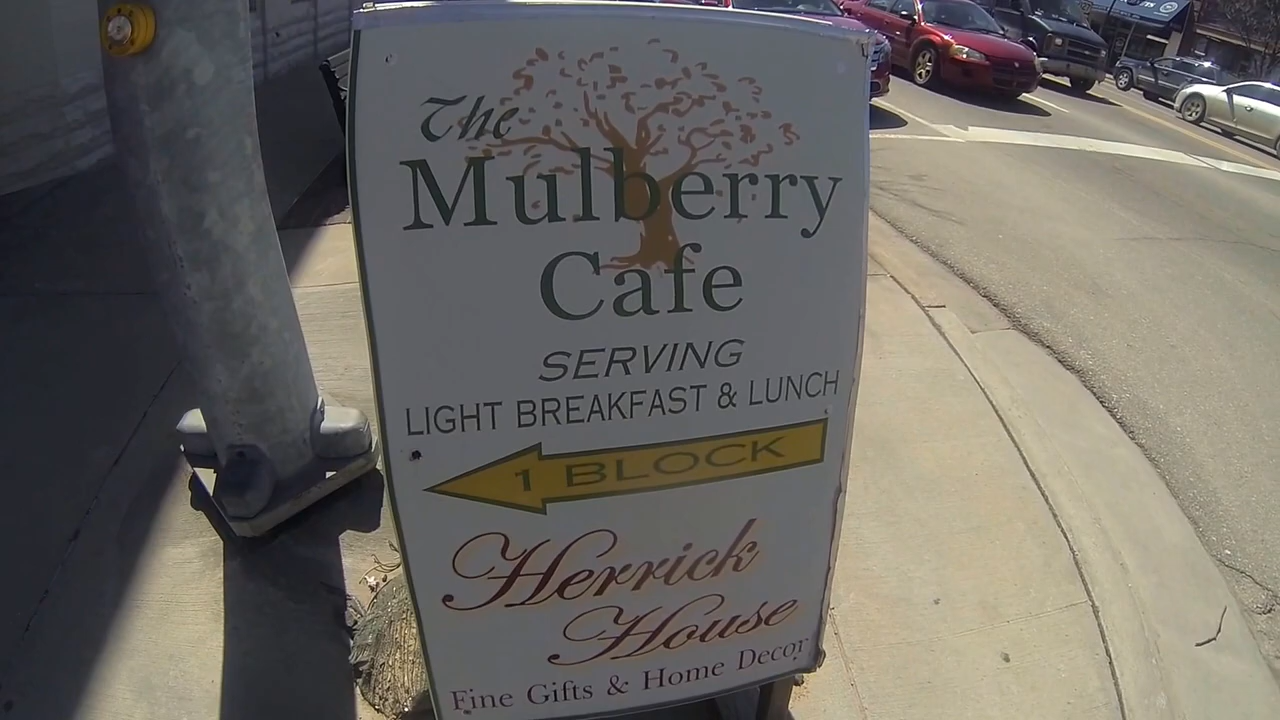 The
Mulberry
Cafe
SERVING
LIGHT BREAKFAST & LUNCH
1 BLOCK
Herrick
House
Fine Gifts & Home Decor